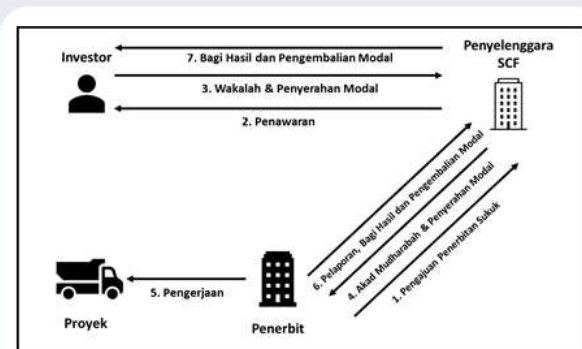 Investor
7. Bagi Hasil dan Pengembalian Modal
Penyelenggara
SCF
3. Wakalah & Penyerahan Modal
2. Penawaran
6. Pelaporan, Bagi Hasil dan Pengembalian Modal
4. Akad Mudharabah & Penyerahan Modal
1. Pengajuan Penerbitan Sukuk
5. Pengerjaan
Proyek
Penerbit